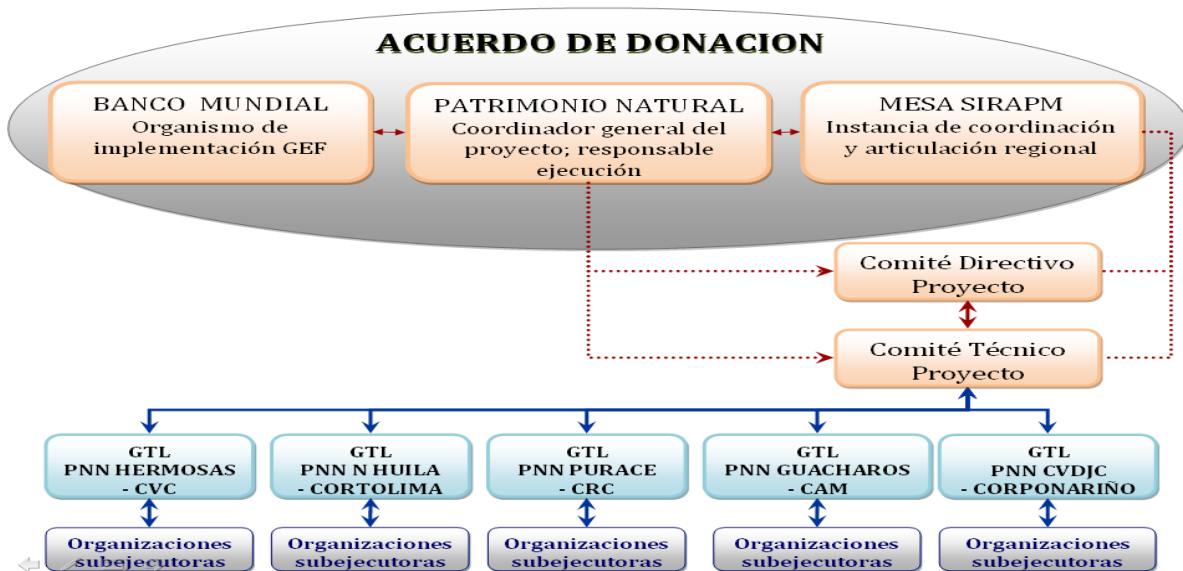 ACUERDO DE DONACION
BANCO MUNDIAL
Organismo de
implementación GEF
PATRIMONIO NATURAL
Coordinador general del
proyecto; responsable
ejecución
MESA SIRAPM
Instancia de coordinación
y articulación regional
Comité Directivo
Proyecto
Comité Técnico
Proyecto
GTL
PNN HERMOSAS
- CVC
GTL
PNN N HUILA
- CORTOLIMA
GTL
PNN PURACE
- CRC
GTL
PNN GUACHAROS
- CAM
GTL
PNN CVDJC
- CORPONARIÑO
Organizaciones
subejecutoras
Organizaciones
subejecutoras
Organizaciones
subejecutoras
Organizaciones
subejecutoras
Organizaciones
subejecutoras